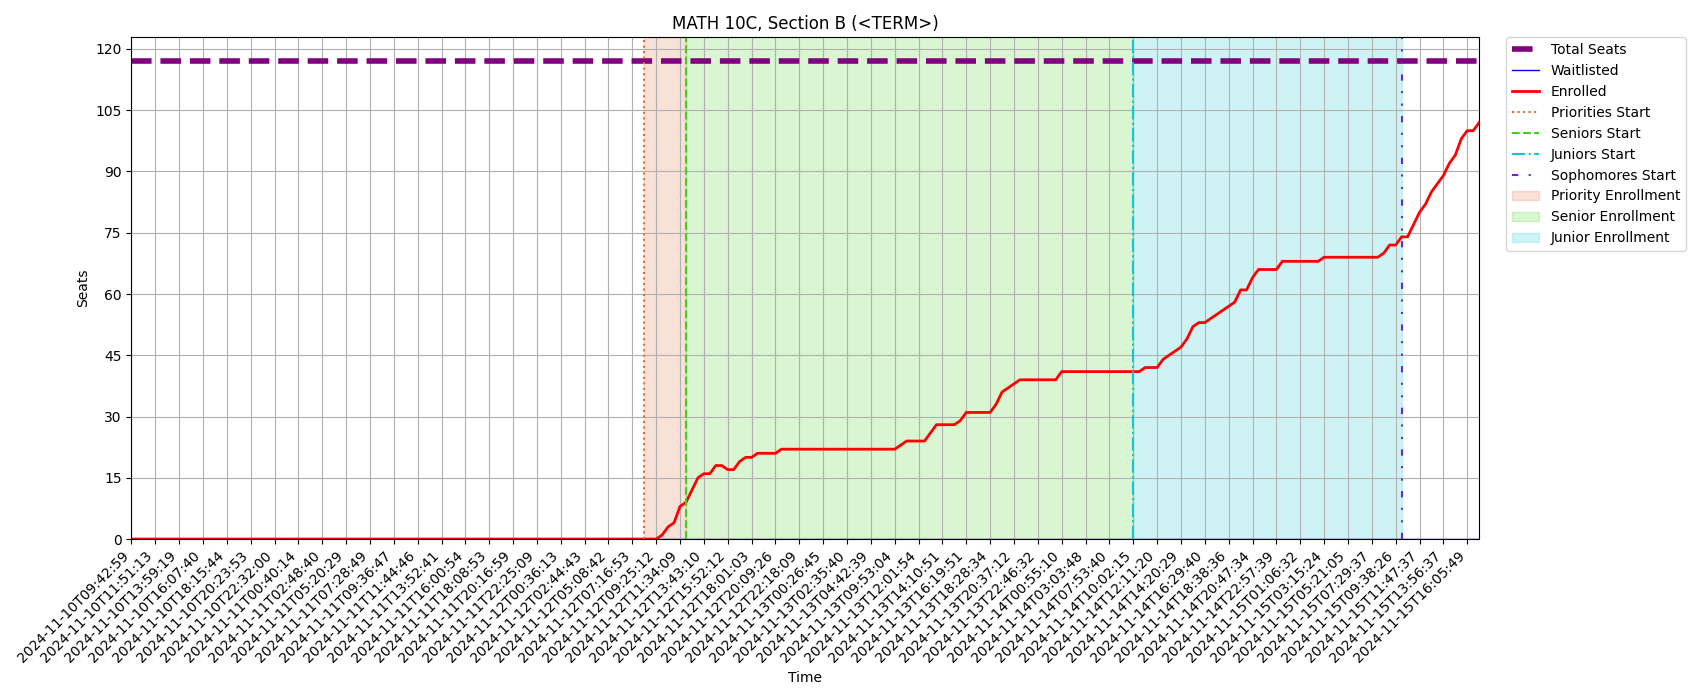 MATH 10C, Section B (<TERM>)
Seats
120
105
90
75
60
45
30
15
0
2024-11-10T09:42:59
2024-11-10T11:51:13
2024-11-10T13:59:19
2024-11-10T16:07:40
2024-11-10T18:15:44
2024-11-10T20:23:53
2024-11-10T22:32:00
2024-11-11T00:40:14
2024-11-11T02:48:40
2024-11-11T05:20:29
2024-11-11T07:28:49
2024-11-11T09:36:47
2024-11-11T11:44:46
2024-11-11T13:52:41
2024-11-11T16:00:54
2024-11-11T18:08:53
2024-11-11T20:16:59
2024-11-11T22:25:09
2024-11-12T00:36:13
2024-11-12T02:44:43
2024-11-12T05:08:42
2024-11-12T07:16:53
2024-11-12T09:25:12
2024-11-12T11:34:09
2024-11-12T13:43:10
2024-11-12T15:52:12
2024-11-12T18:01:03
2024-11-12T20:09:26
2024-11-12T22:18:09
2024-11-13T00:26:45
2024-11-13T02:35:40
2024-11-13T04:42:39
2024-11-13T09:53:04
2024-11-13T12:01:54
2024-11-13T14:10:51
2024-11-13T16:19:51
2024-11-13T18:28:34
2024-11-13T20:37:12
2024-11-13T22:46:32
2024-11-14T00:55:10
2024-11-14T03:03:48
2024-11-14T07:53:40
2024-11-14T10:02:15
2024-11-14T12:11:20
2024-11-14T14:20:29
2024-11-14T16:29:40
2024-11-14T18:38:36
2024-11-14T20:47:34
2024-11-14T22:57:39
2024-11-15T01:06:32
2024-11-15T03:15:24
2024-11-15T05:21:05
2024-11-15T07:29:37
2024-11-15T09:38:26
2024-11-15T11:47:37
2024-11-15T13:56:37
2024-11-15T16:05:49
Time
Total Seats
Waitlisted
Enrolled
Priorities Start
Seniors Start
Juniors Start
Sophomores Start
Priority Enrollment
Senior Enrollment
Junior Enrollment